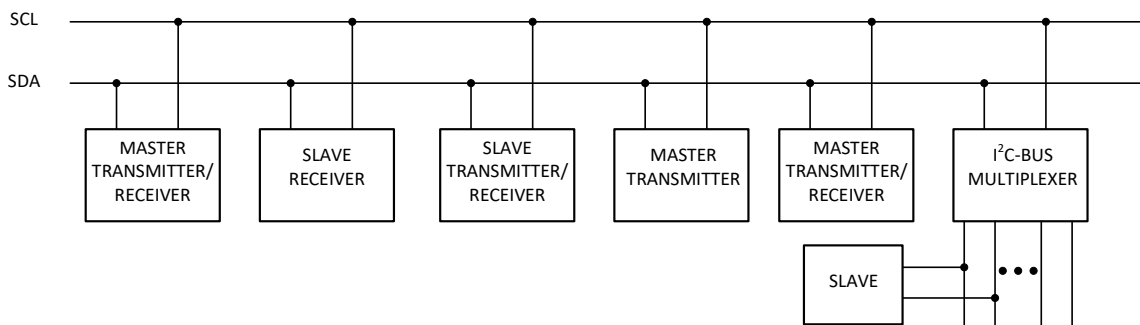 SCL
SDA
MASTER
TRANSMITTER/
RECEIVER
SLAVE
RECEIVER
SLAVE
TRANSMITTER/
RECEIVER
MASTER
TRANSMITTER
MASTER
TRANSMITTER/
RECEIVER
I²C-BUS
MULTIPLEXER
SLAVE